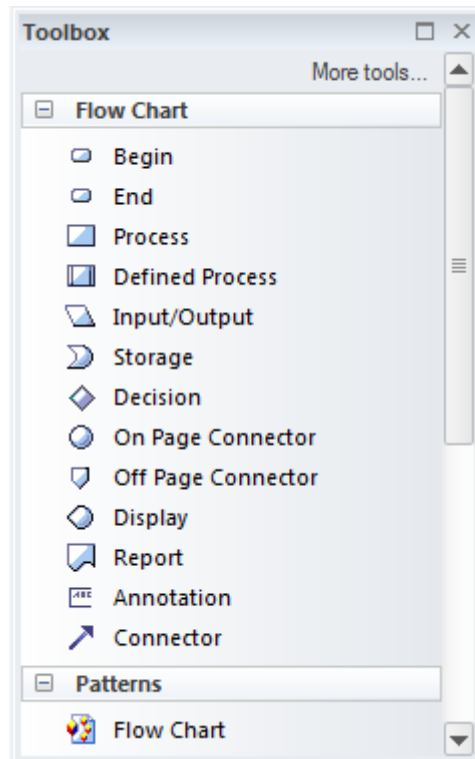 Toolbox
More tools...
Flow Chart
Begin
End
Process
Defined Process
Input/Output
Storage
Decision
On Page Connector
Off Page Connector
Display
Report
Annotation
Connector
Patterns
Flow Chart